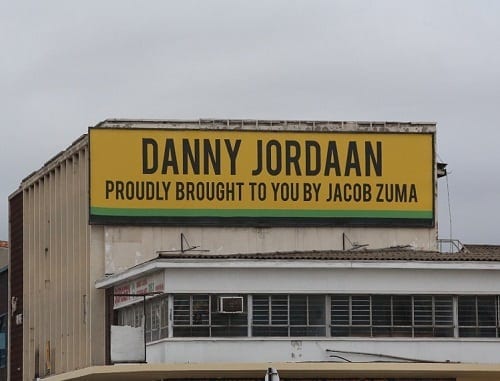 DANNY JORDAAN
PROUDLY BROUGHT TO YOU BY JACOB ZUMA